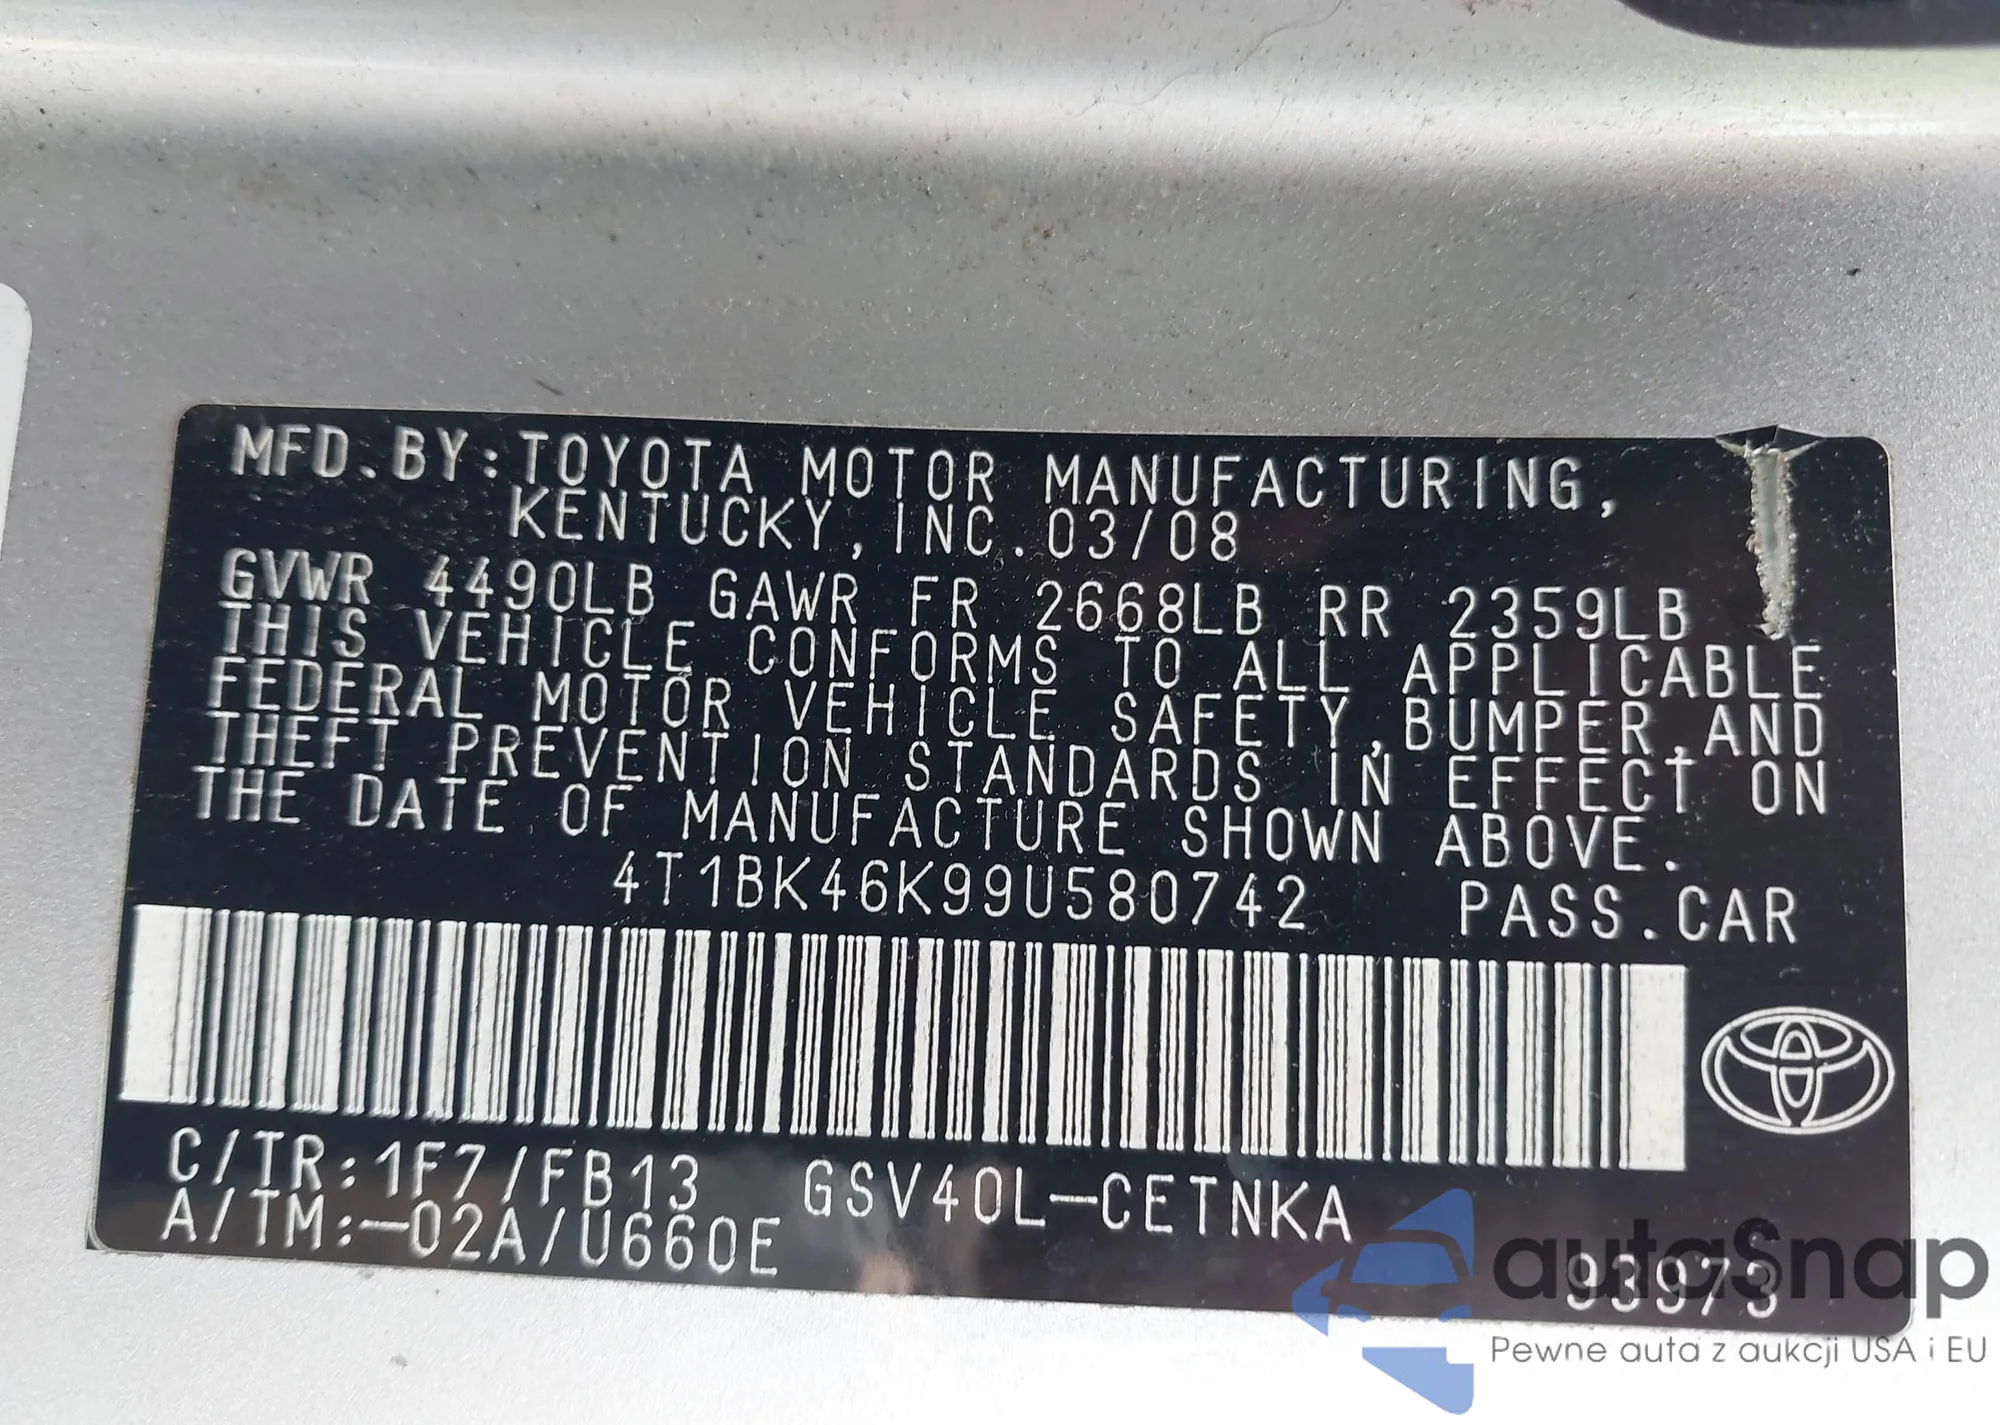 MFD.BY:TOYOTA MOTOR MANUFACTURING,
KENTUCKY, INC.03/08
GVWR 4490LB GAWR FR 2668LB RR 2359LB
THIS VEHICLE CONFORMS TO ALL APPLICABLE
FEDERAL MOTOR VEHICLE SAFETY,BUMPER,AND
THEFT PREVENTION STANDARDS IN EFFECT ON
THE DATE OF MANUFACTURE SHOWN ABOVE.
4T1BK46K99U580742 PASS.CAR
C/TR:1F7/FB13 GSV40L-CETNKA
A/TM:-02A/U660E
93973
autaSnap
Pewne auta z aukcji USA i EU